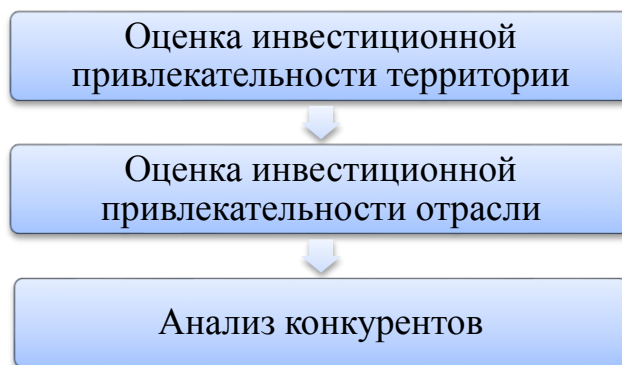 Оценка инвестиционной
привлекательности территории
Оценка инвестиционной
привлекательности отрасли
Анализ конкурентов